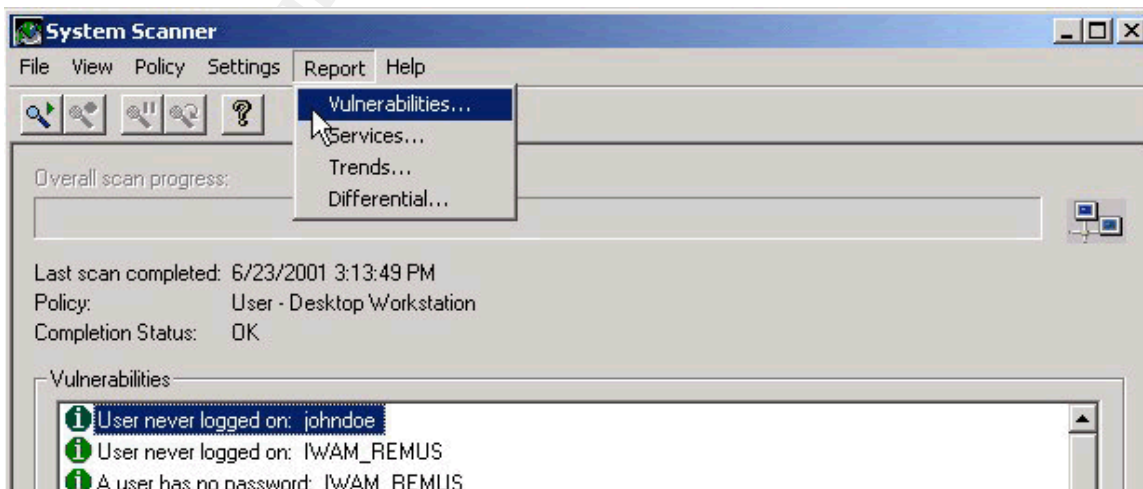 System Scanner
File View Policy Settings Report Help
Vulnerabilities...
Services...
Trends...
Differential...
Overall scan progress:
Last scan completed: 6/23/2001 3:13:49 PM
Policy: User - Desktop Workstation
Completion Status: OK
Vulnerabilities
User never logged on: johndoe
User never logged on: IWAM_REMUS
A user has no password: IWAM_REMUS